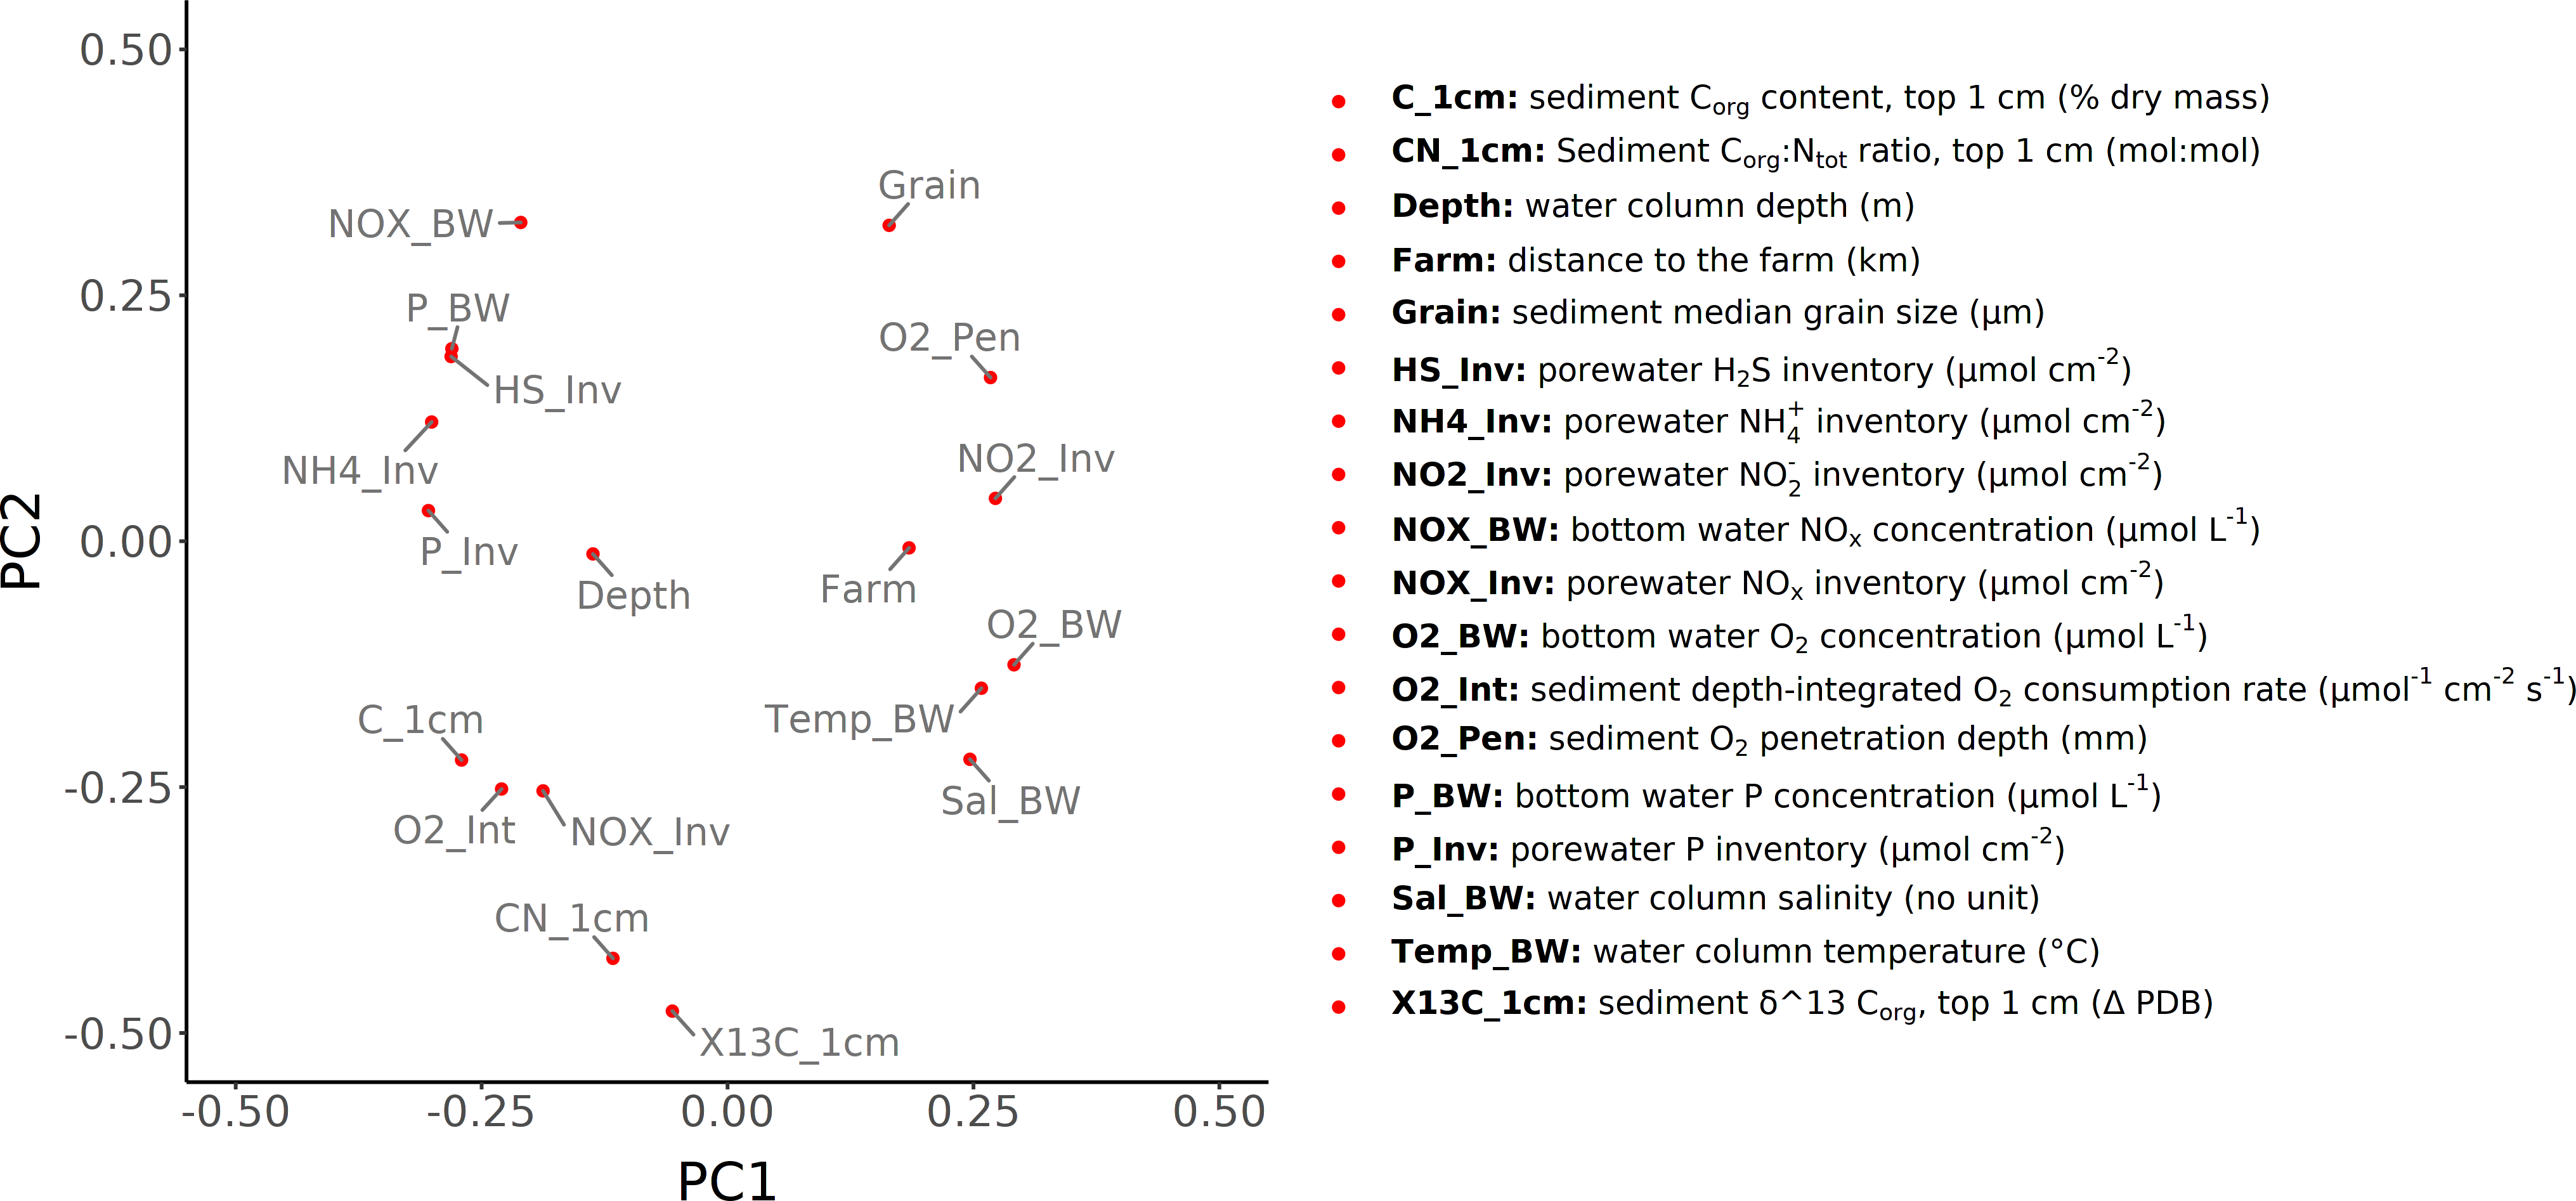 0.50
0.25
0.00
-0.25
-0.50
PC2
NOX_BW
Grain
P_BW
O2_Pen
HS_Inv
NH4_Inv
NO2_Inv
P_Inv
Depth
Farm
O2_BW
C_1cm
Temp_BW
O2_Int
NOX_Inv
Sal_BW
CN_1cm
X13C_1cm
-0.50 -0.25 0.00 0.25 0.50
PC1
C_1cm: sediment Corg content, top 1 cm (% dry mass)
CN_1cm: Sediment Corg:Ntot ratio, top 1 cm (mol:mol)
Depth: water column depth (m)
Farm: distance to the farm (km)
Grain: sediment median grain size (µm)
HS_Inv: porewater H₂S inventory (µmol cm⁻²)
NH4_Inv: porewater NH₄⁺ inventory (µmol cm⁻²)
NO2_Inv: porewater NO₂⁻ inventory (µmol cm⁻²)
NOX_BW: bottom water NOₓ concentration (µmol L⁻¹)
NOX_Inv: porewater NOₓ inventory (µmol cm⁻²)
O2_BW: bottom water O₂ concentration (µmol L⁻¹)
O2_Int: sediment depth-integrated O₂ consumption rate (µmol⁻¹ cm⁻² s⁻¹)
O2_Pen: sediment O₂ penetration depth (mm)
P_BW: bottom water P concentration (µmol L⁻¹)
P_Inv: porewater P inventory (µmol cm⁻²)
Sal_BW: water column salinity (no unit)
Temp_BW: water column temperature (°C)
X13C_1cm: sediment δ^13 Corg, top 1 cm (Δ PDB)